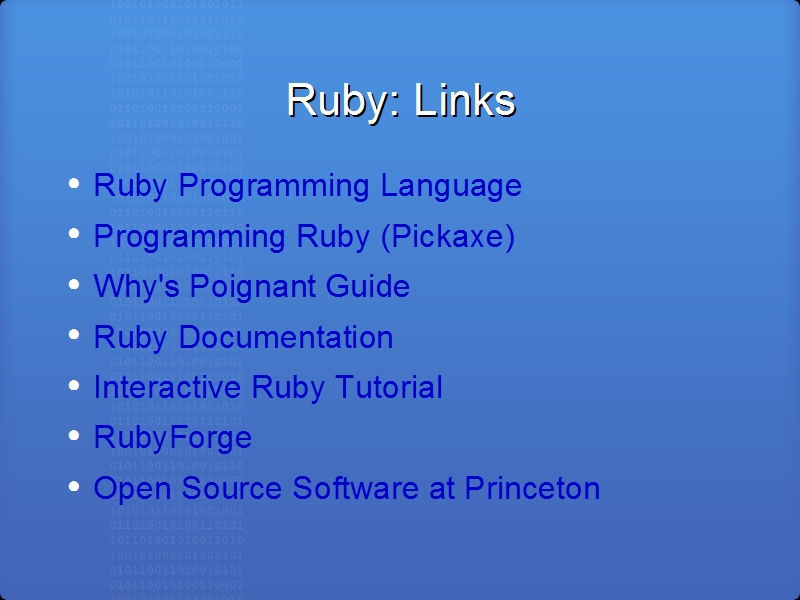 Ruby: Links
• Ruby Programming Language
• Programming Ruby (Pickaxe)
• Why's Poignant Guide
• Ruby Documentation
• Interactive Ruby Tutorial
• RubyForge
• Open Source Software at Princeton